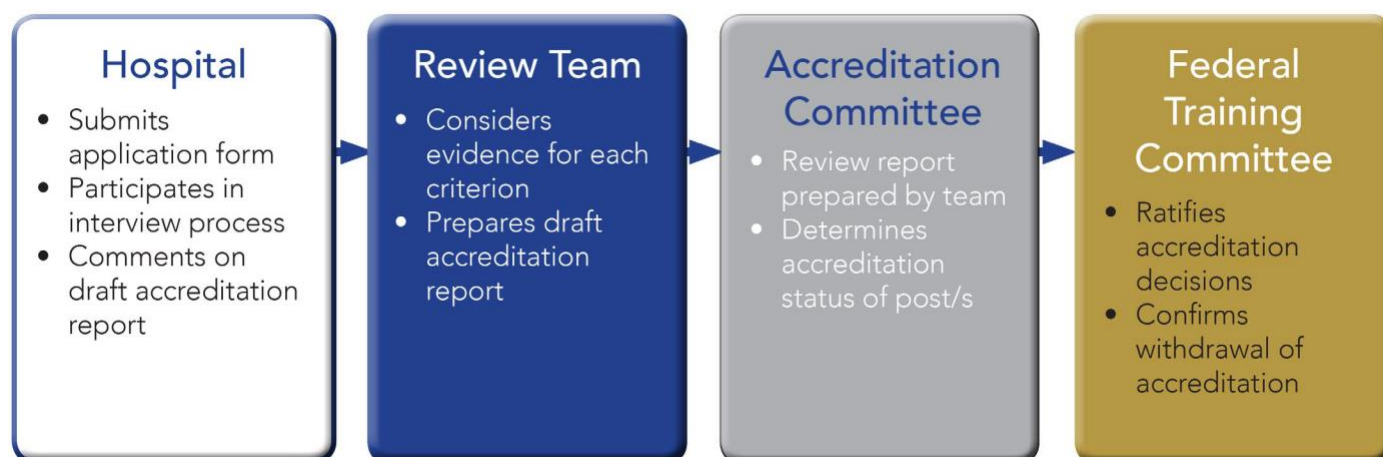 Hospital
• Submits
application form
• Participates in
interview process
• Comments on
draft accreditation
report
Review Team
• Considers
evidence for each
criterion
• Prepares draft
accreditation
report
Accreditation
Committee
• Review report
prepared by team
• Determines
accreditation
status of post/s
Federal
Training
Committee
• Ratifies
accreditation
decisions
• Confirms
withdrawal of
accreditation